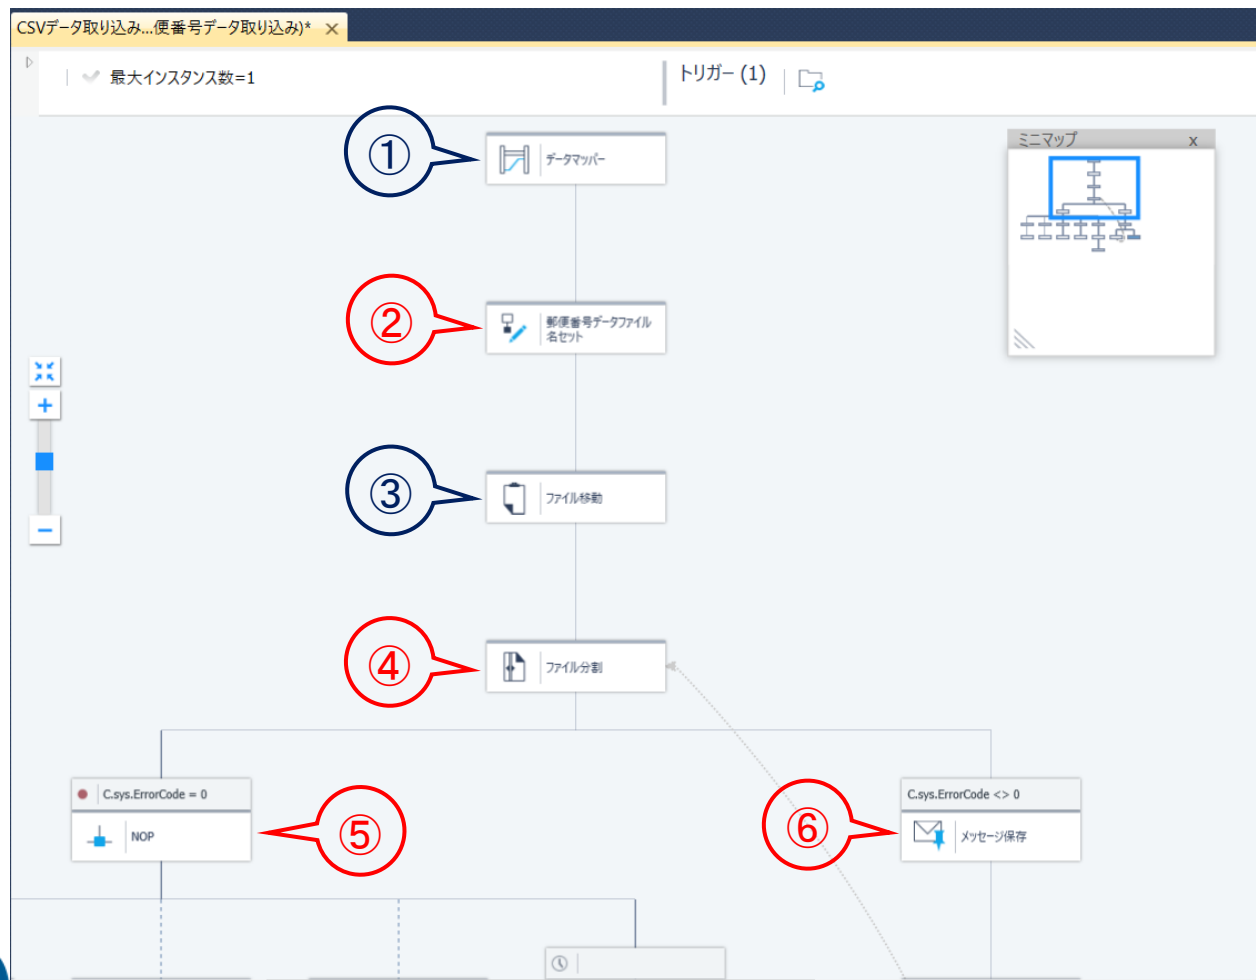 CSVデータ取り込み...便番号データ取り込み)* ×
最大インスタンス数=1
トリガー (1)
ミニマップ x
① データマッパー
② 郵便番号データファイル
名セット
③ ファイル移動
④ ファイル分割
C.sys.ErrorCode = 0
⑤ NOP
C.sys.ErrorCode <> 0
⑥ メッセージ保存